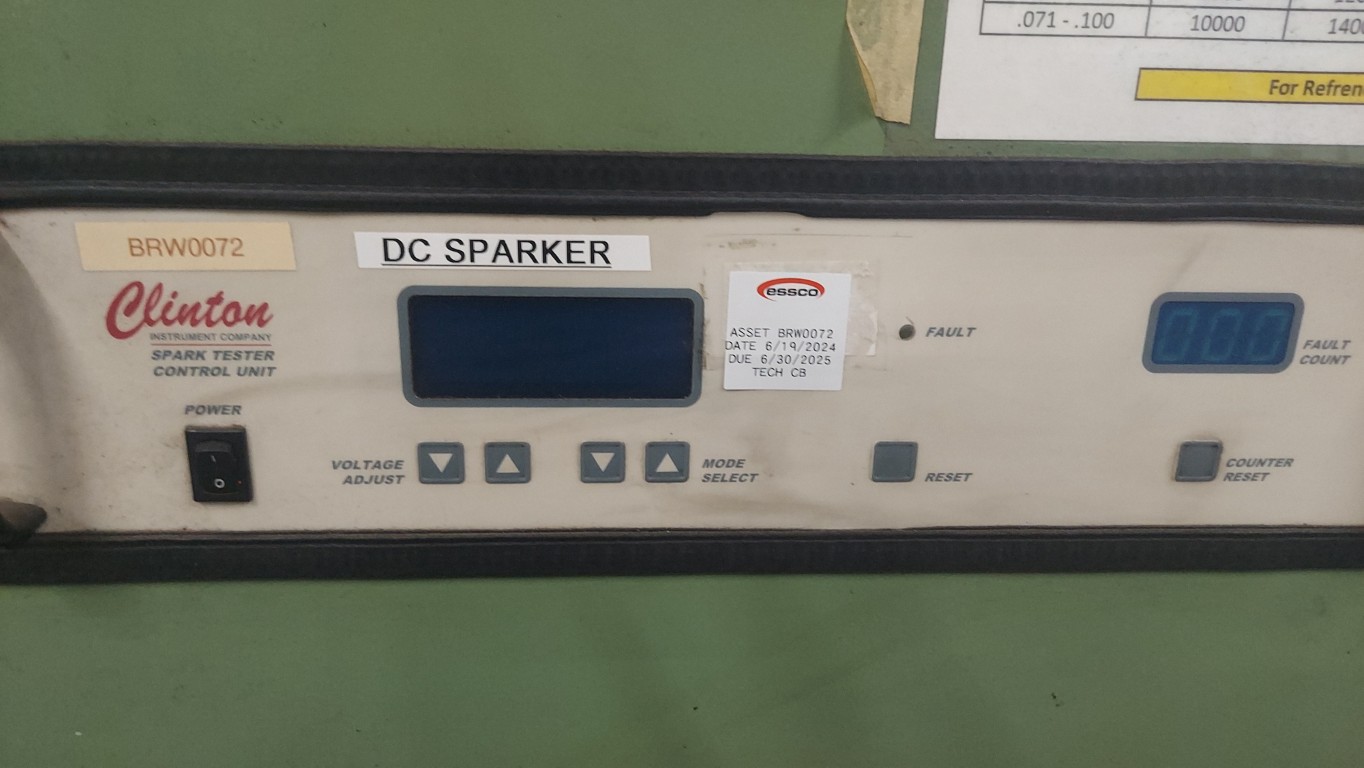 .071 - .100 10000
For Refren
BRW0072
DC SPARKER
Clinton
INSTRUMENT COMPANY
SPARK TESTER
CONTROL UNIT
essco
ASSET BRW0072
DATE 6/19/2024
DUE 6/30/2025
TECH CB
FAULT
000
FAULT
COUNT
POWER
VOLTAGE
ADJUST
MODE
SELECT
RESET
COUNTER
RESET